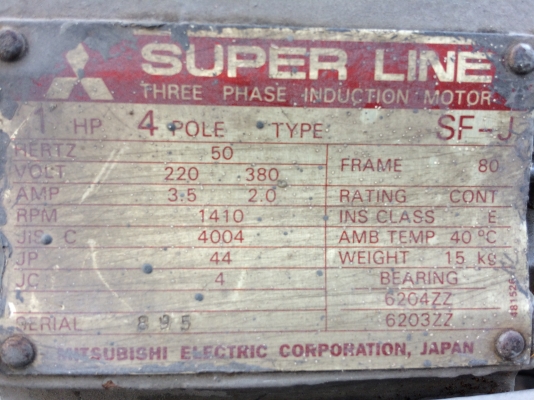 SUPER LINE
THREE PHASE INDUCTION MOTOR
1 HP 4 POLE TYPE SF-J
HERTZ 50
VOLT 220 380
AMP 3.5 2.0
RPM 1410
JIS C 4004
JP 44
JC 4
SERIAL 895
FRAME 80
RATING CONT
INS CLASS E
AMB TEMP 40°C
WEIGHT 15 kg
BEARING
6204ZZ
6203ZZ
MITSUBISHI ELECTRIC CORPORATION, JAPAN